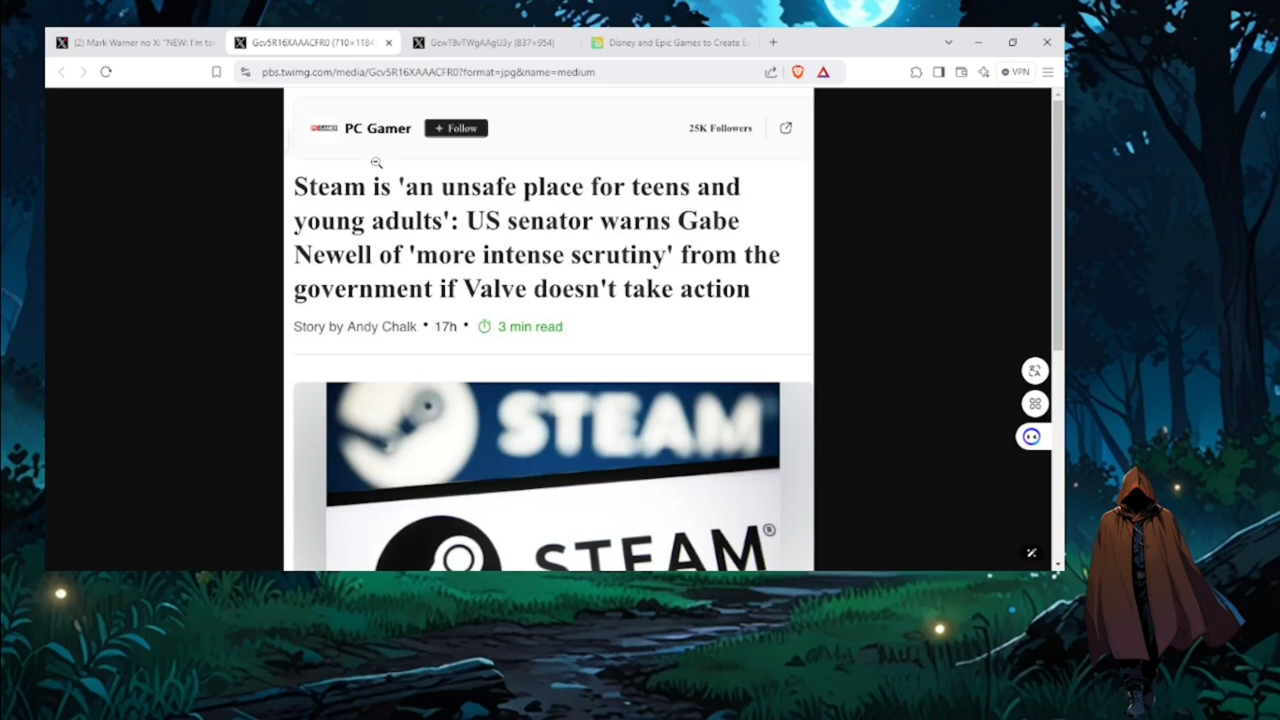 (2) Mark Warner no X: "NEW: I'm ta
Gcv5R16XAAACFR0 (710×1184
GcwT8vTWgAAgU3y (837×954)
Disney and Epic Games to Create E
pbs.twimg.com/media/Gcv5R16XAAACFR0?format=jpg&name=medium
VPN
PC GAMER
PC Gamer
+ Follow
25K Followers
Steam is 'an unsafe place for teens and
young adults': US senator warns Gabe
Newell of 'more intense scrutiny' from the
government if Valve doesn't take action
Story by Andy Chalk • 17h • 3 min read
STEAM
STEAM®